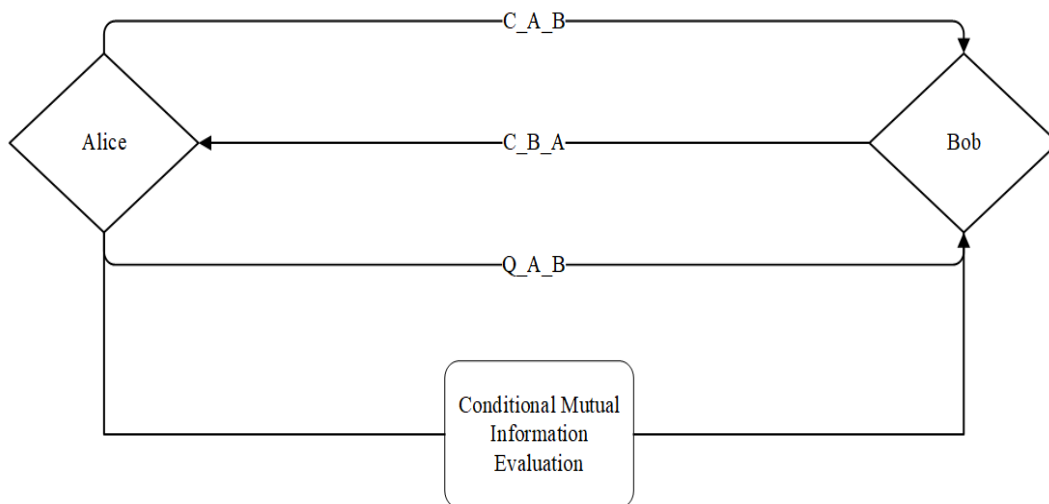 C_A_B
Alice
C_B_A
Bob
Q_A_B
Conditional Mutual
Information
Evaluation